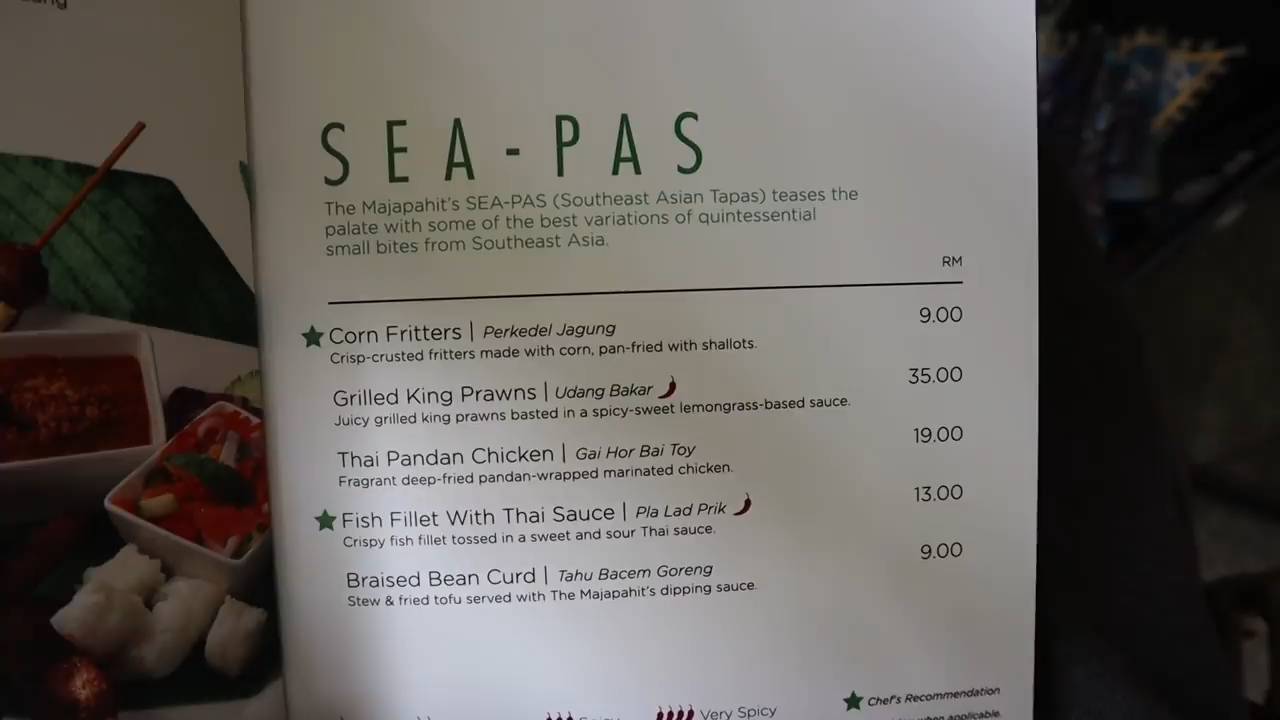 SEA-PAS
The Majapahit's SEA-PAS (Southeast Asian Tapas) teases the
palate with some of the best variations of quintessential
small bites from Southeast Asia.
RM
Corn Fritters | Perkedel Jagung 9.00
Crisp-crusted fritters made with corn, pan-fried with shallots.
Grilled King Prawns | Udang Bakar 35.00
Juicy grilled king prawns basted in a spicy-sweet lemongrass-based sauce.
Thai Pandan Chicken | Gai Hor Bai Toy 19.00
Fragrant deep-fried pandan-wrapped marinated chicken.
Fish Fillet With Thai Sauce | Pla Lad Prik 13.00
Crispy fish fillet tossed in a sweet and sour Thai sauce.
Braised Bean Curd | Tahu Bacem Goreng 9.00
Stew & fried tofu served with The Majapahit's dipping sauce.
Very Spicy
Chef's Recommendation
when applicable.